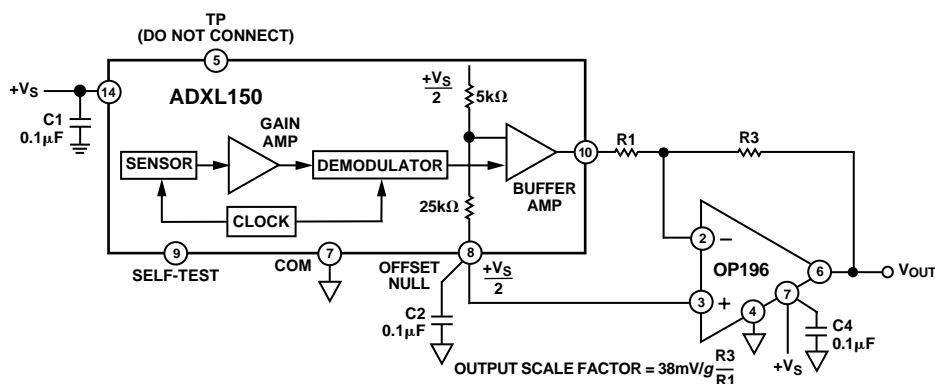 TP
(DO NOT CONNECT)
5
+VS
14
C1
0.1μF
ADXL150
+VS
2
5kΩ
GAIN
AMP
SENSOR
DEMODULATOR
BUFFER
AMP
10
R1
R3
CLOCK
25kΩ
9
SELF-TEST
COM
7
OFFSET
NULL
8
+VS
2
C2
0.1μF
2
−
OP196
3
+
4
6
7
VOUT
C4
0.1μF
+VS
OUTPUT SCALE FACTOR = 38mV/g R3
R1